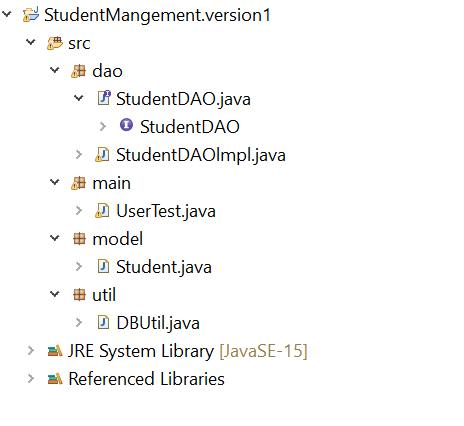 StudentMangement.version1
src
dao
StudentDAO.java
StudentDAO
StudentDAOImpl.java
main
UserTest.java
model
Student.java
util
DBUtil.java
JRE System Library [JavaSE-15]
Referenced Libraries